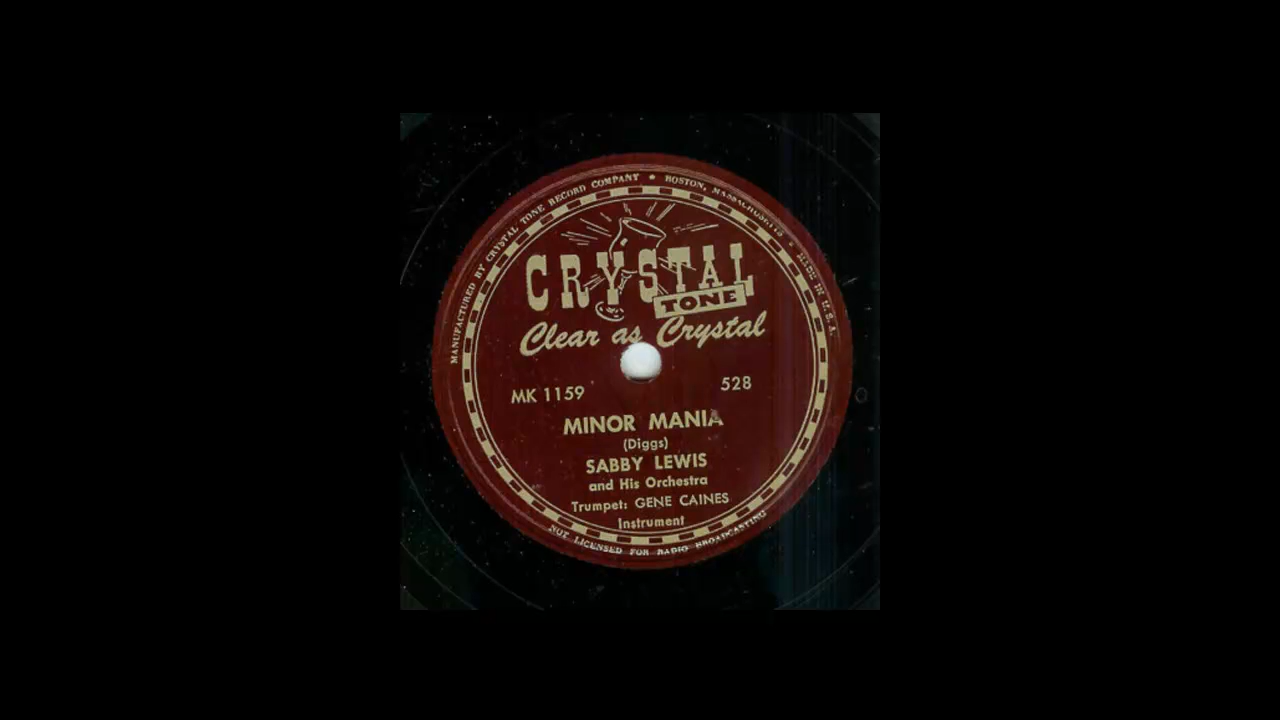 MANUFACTURED BY CRYSTAL TONE RECORD COMPANY * BOSTON, MASSACHUSETTS * MADE IN U.S.A.
CRYSTAL
TONE
Clear as Crystal
MK 1159 528
MINOR MANIA
(Diggs)
SABBY LEWIS
and His Orchestra
Trumpet: GENE CAINES
Instrument
NOT LICENSED FOR RADIO BROADCASTING